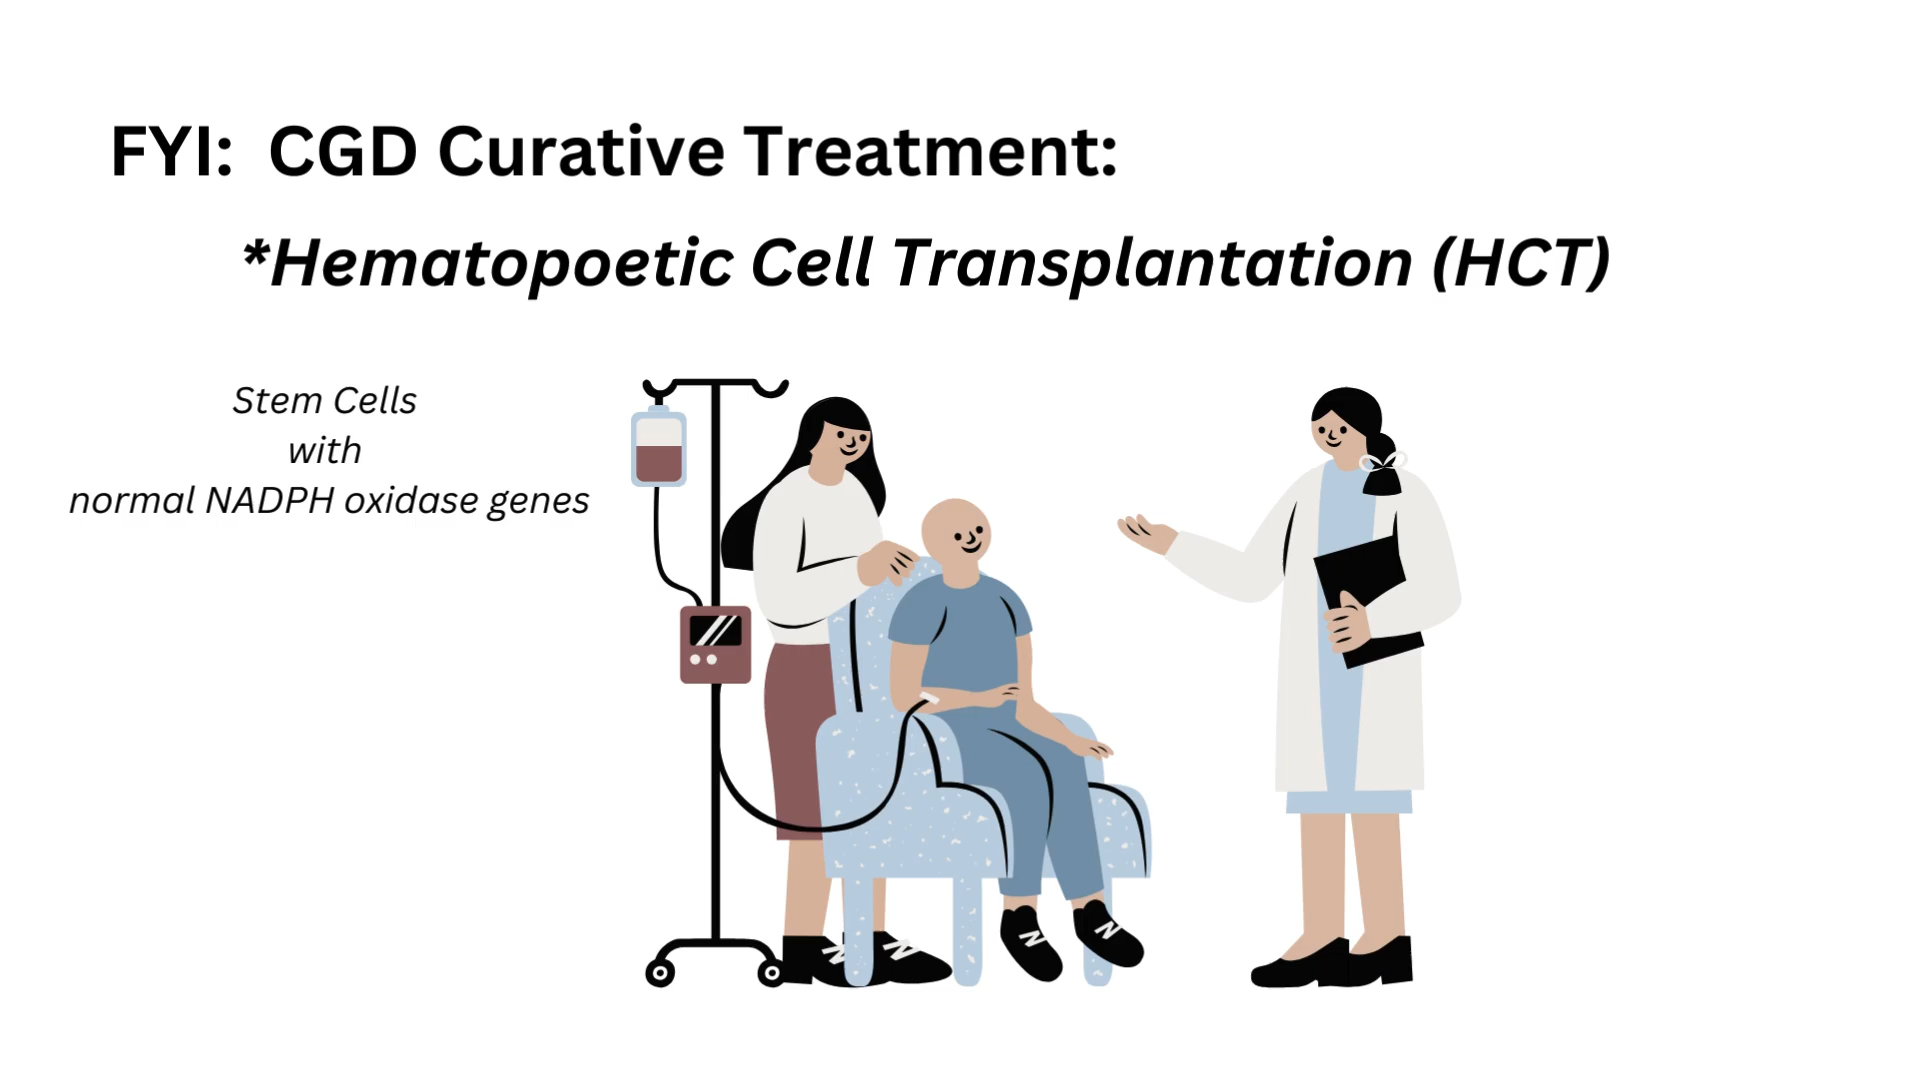 FYI:  CGD Curative Treatment:
*Hematopoetic Cell Transplantation (HCT)
Stem Cells
with
normal NADPH oxidase genes